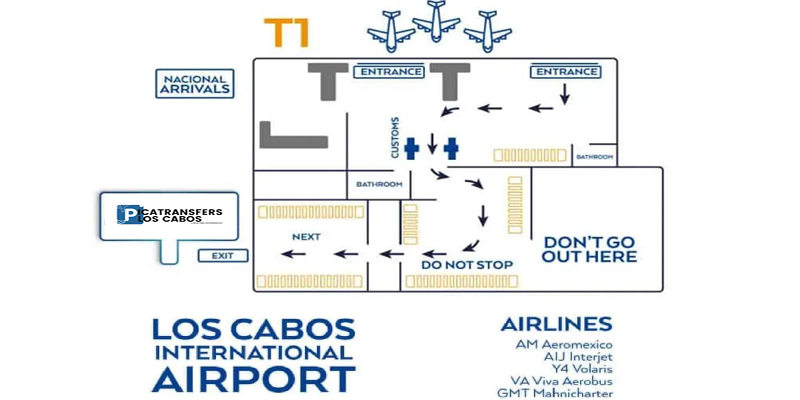 T1
NACIONAL
ARRIVALS
ENTRANCE
ENTRANCE
CUSTOMS
BATHROOM
BATHROOM
P CATRANSFERS
LOS CABOS
EXIT
NEXT
DO NOT STOP
DON'T GO
OUT HERE
LOS CABOS
INTERNATIONAL
AIRPORT
AIRLINES
AM Aeromexico
AIJ Interjet
Y4 Volaris
VA Viva Aerobus
GMT Mahnicharter